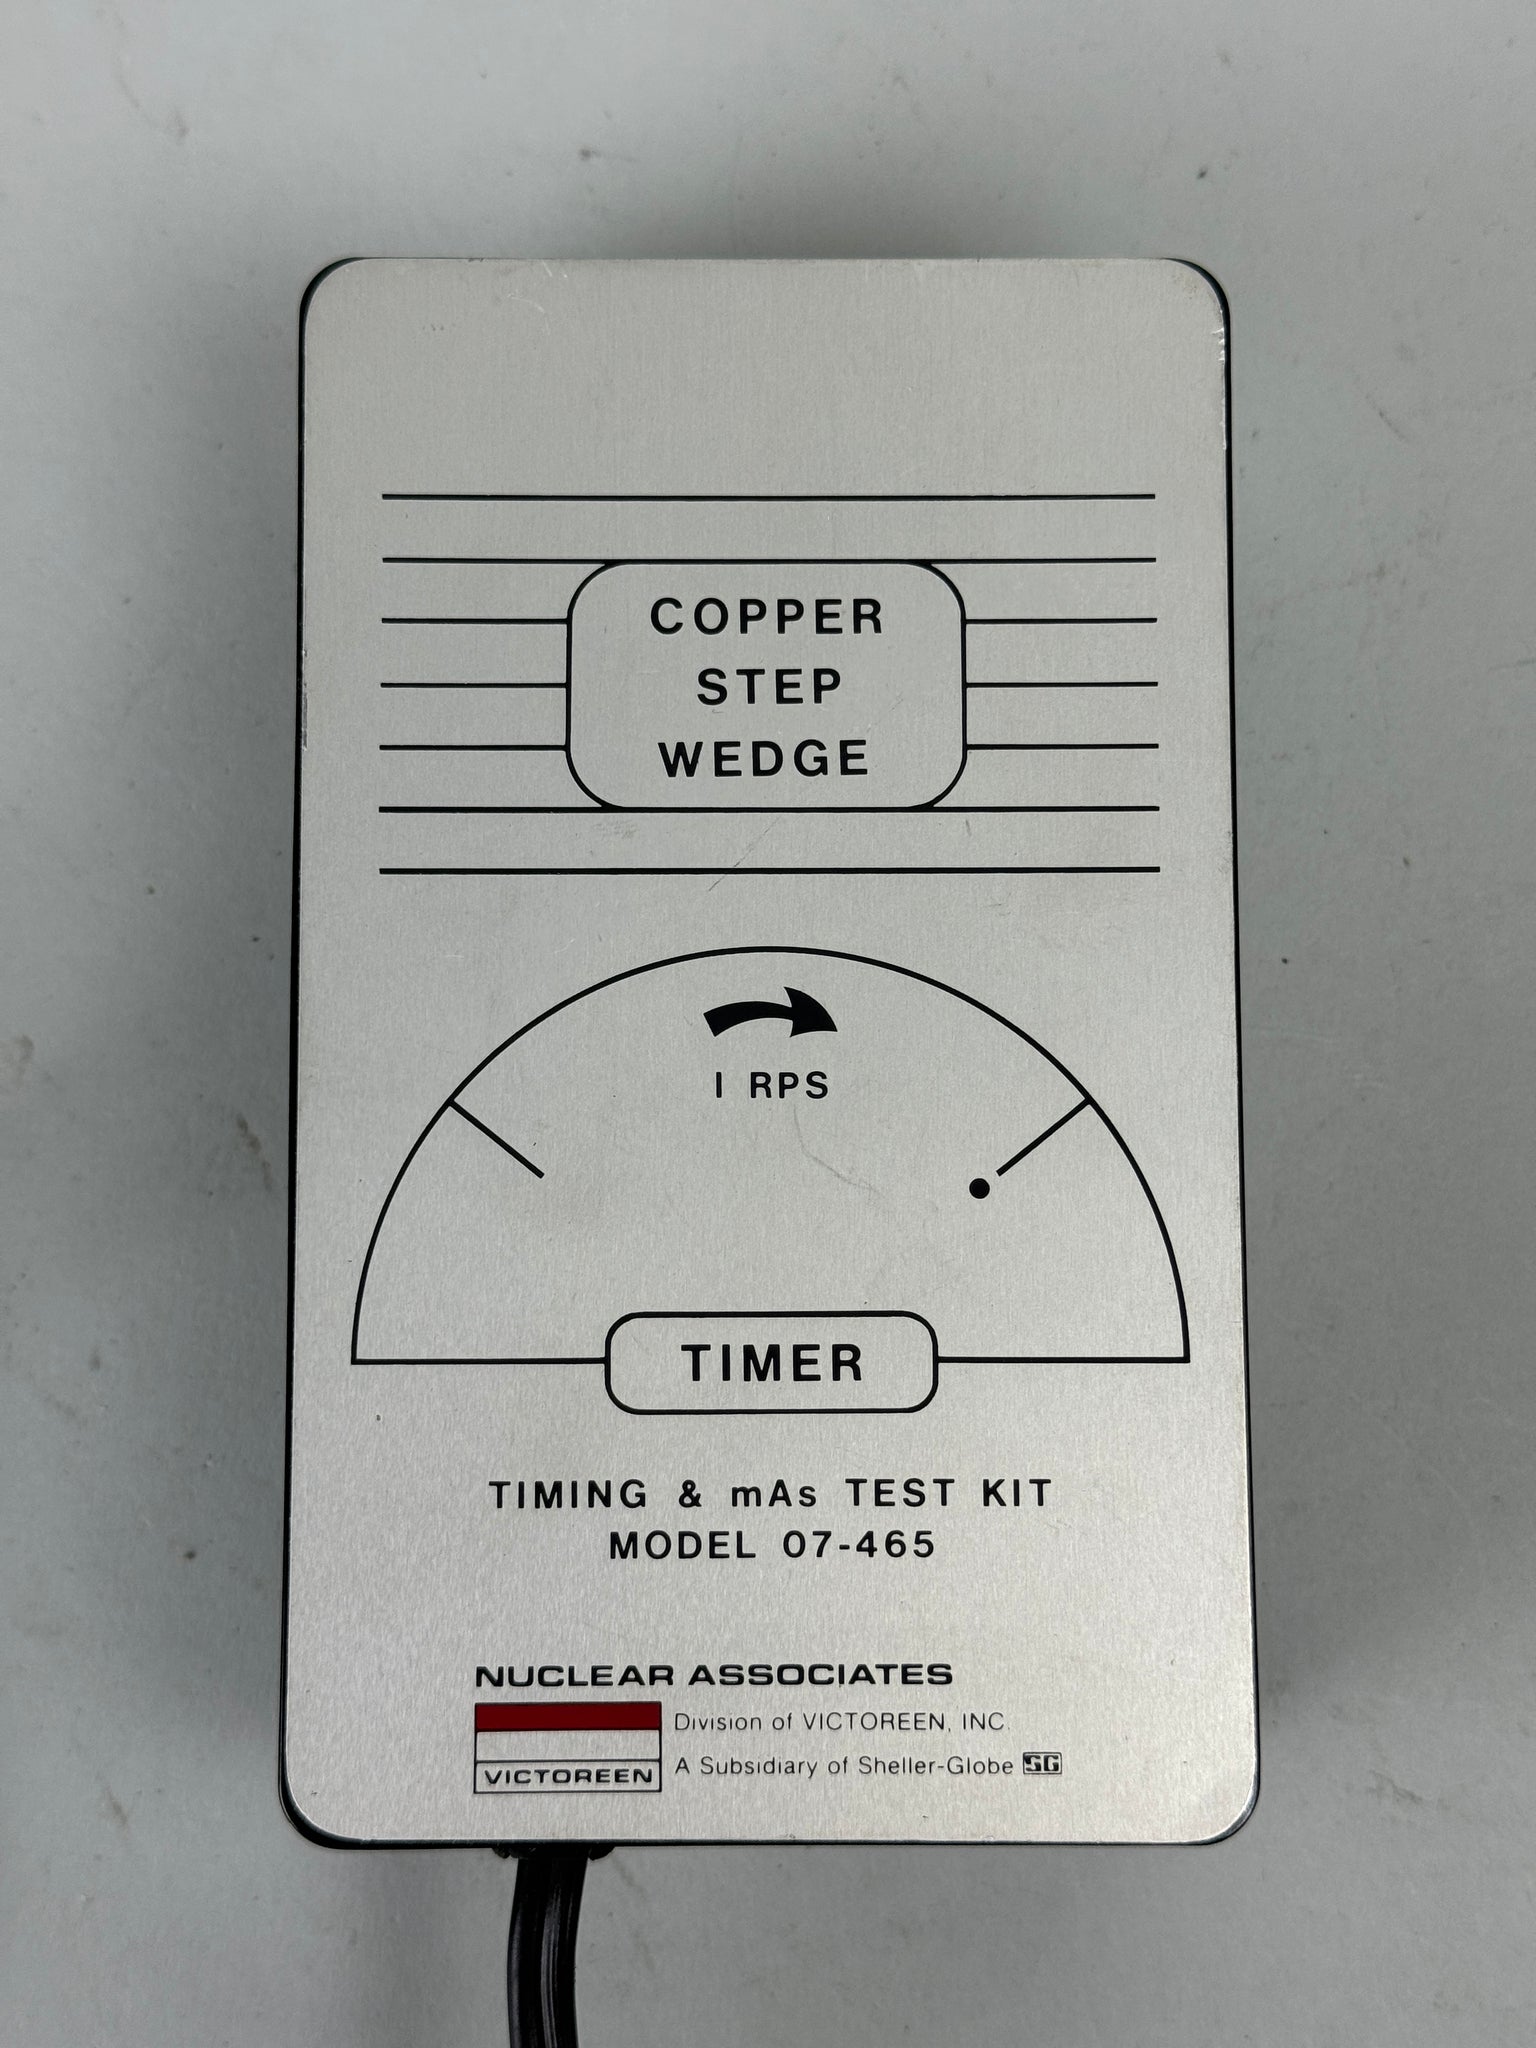 COPPER
STEP
WEDGE
1 RPS
TIMER
TIMING & mAs TEST KIT
MODEL 07-465
NUCLEAR ASSOCIATES
Division of VICTOREEN, INC.
VICTOREEN
A Subsidiary of Sheller-Globe SG